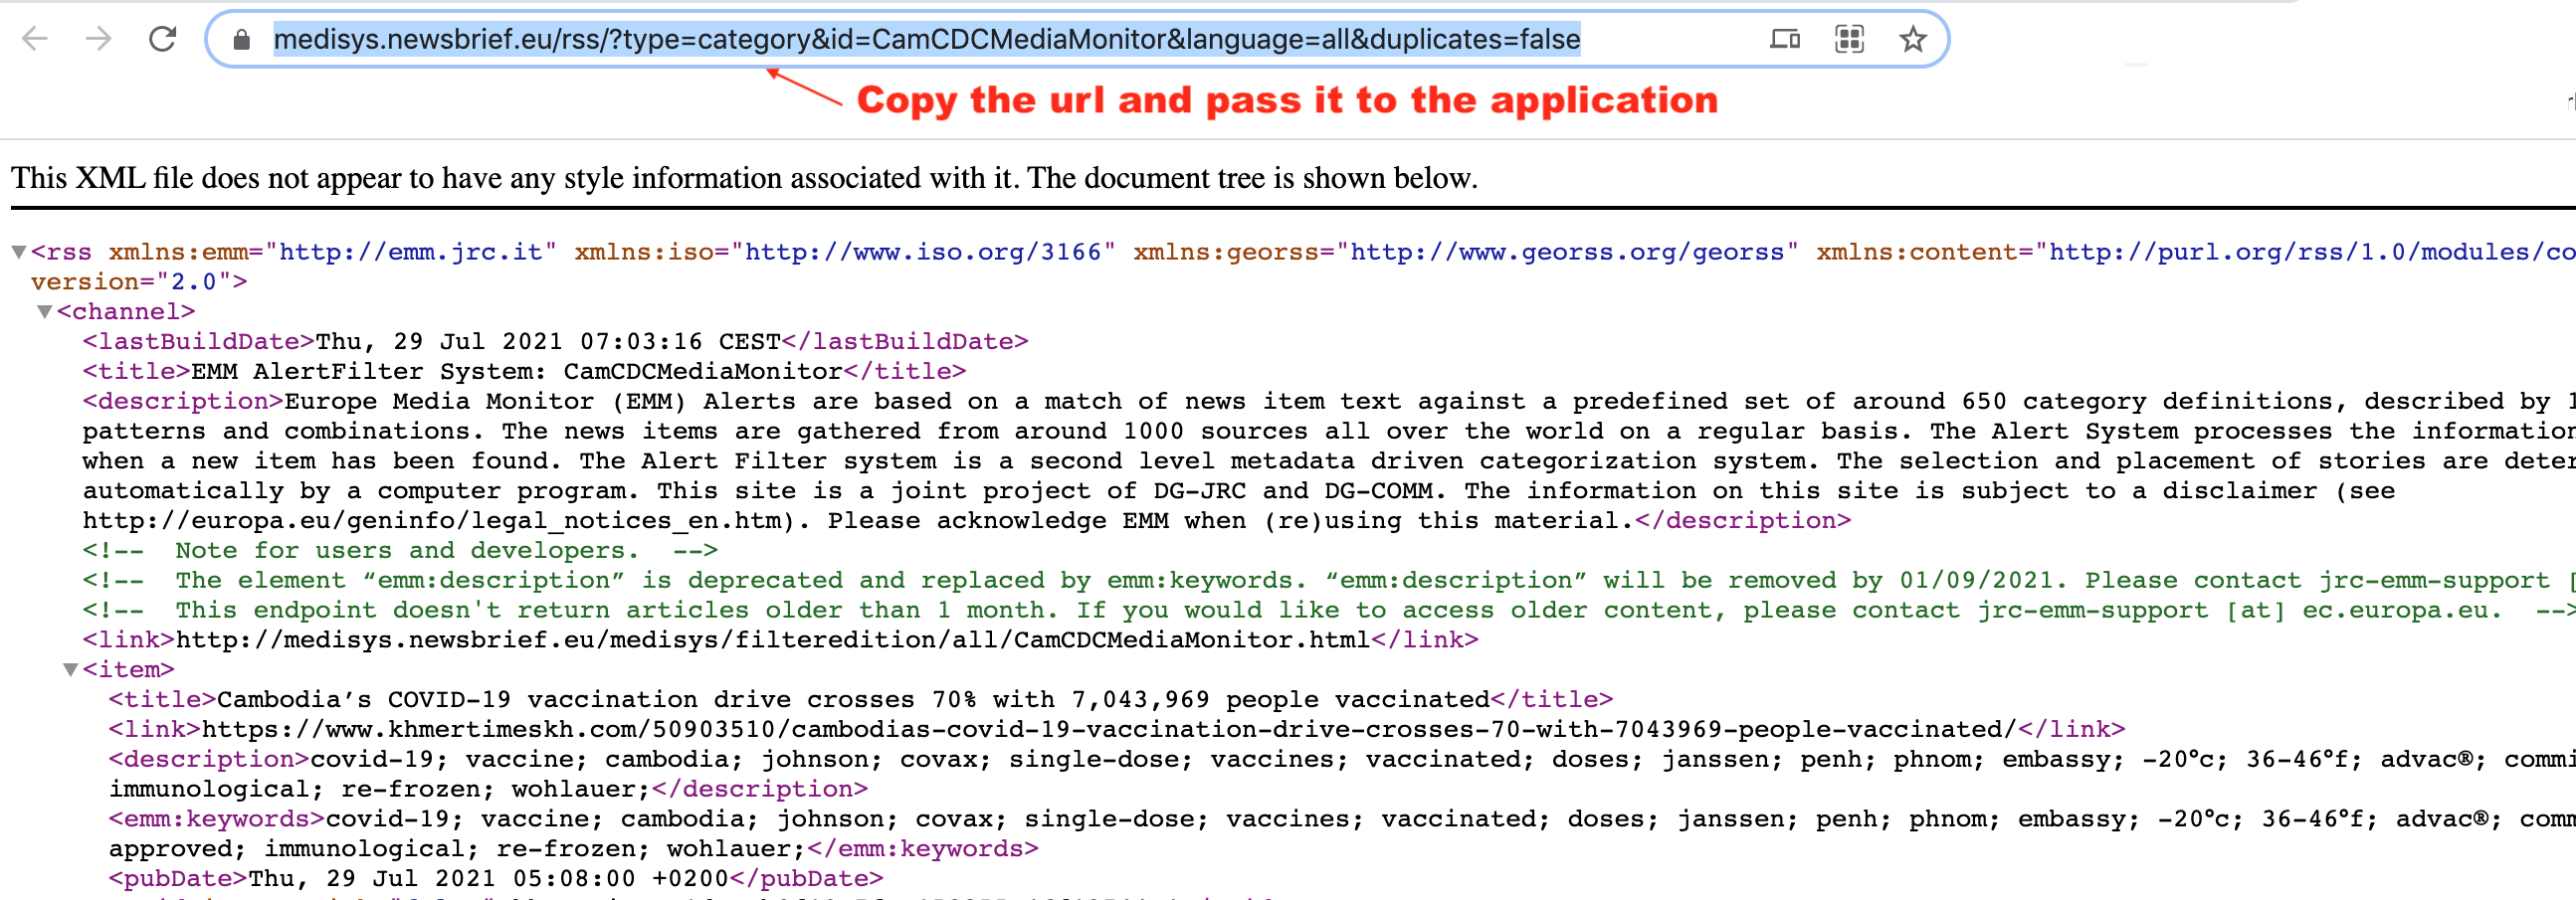 medisys.newsbrief.eu/rss/?type=category&id=CamCDCMediaMonitor&language=all&duplicates=false
Copy the url and pass it to the application
This XML file does not appear to have any style information associated with it. The document tree is shown below.
▼<rss xmlns:emm="http://emm.jrc.it" xmlns:iso="http://www.iso.org/3166" xmlns:georss="http://www.georss.org/georss" xmlns:content="http://purl.org/rss/1.0/modules/co
version="2.0">
▼<channel>
<lastBuildDate>Thu, 29 Jul 2021 07:03:16 CEST</lastBuildDate>
<title>EMM AlertFilter System: CamCDCMediaMonitor</title>
<description>Europe Media Monitor (EMM) Alerts are based on a match of news item text against a predefined set of around 650 category definitions, described by 1
patterns and combinations. The news items are gathered from around 1000 sources all over the world on a regular basis. The Alert System processes the information
when a new item has been found. The Alert Filter system is a second level metadata driven categorization system. The selection and placement of stories are deter
automatically by a computer program. This site is a joint project of DG-JRC and DG-COMM. The information on this site is subject to a disclaimer (see
http://europa.eu/geninfo/legal_notices_en.htm). Please acknowledge EMM when (re)using this material.</description>
<!-- Note for users and developers. -->
<!-- The element “emm:description” is deprecated and replaced by emm:keywords. “emm:description” will be removed by 01/09/2021. Please contact jrc-emm-support [
<!-- This endpoint doesn't return articles older than 1 month. If you would like to access older content, please contact jrc-emm-support [at] ec.europa.eu. -->
<link>http://medisys.newsbrief.eu/medisys/filteredition/all/CamCDCMediaMonitor.html</link>
▼<item>
<title>Cambodia’s COVID-19 vaccination drive crosses 70% with 7,043,969 people vaccinated</title>
<link>https://www.khmertimeskh.com/50903510/cambodias-covid-19-vaccination-drive-crosses-70-with-7043969-people-vaccinated/</link>
<description>covid-19; vaccine; cambodia; johnson; covax; single-dose; vaccines; vaccinated; doses; janssen; penh; phnom; embassy; -20°c; 36-46°f; advac®; commi
immunological; re-frozen; wohlauer;</description>
<emm:keywords>covid-19; vaccine; cambodia; johnson; covax; single-dose; vaccines; vaccinated; doses; janssen; penh; phnom; embassy; -20°c; 36-46°f; advac®; comm
approved; immunological; re-frozen; wohlauer;</emm:keywords>
<pubDate>Thu, 29 Jul 2021 05:08:00 +0200</pubDate>